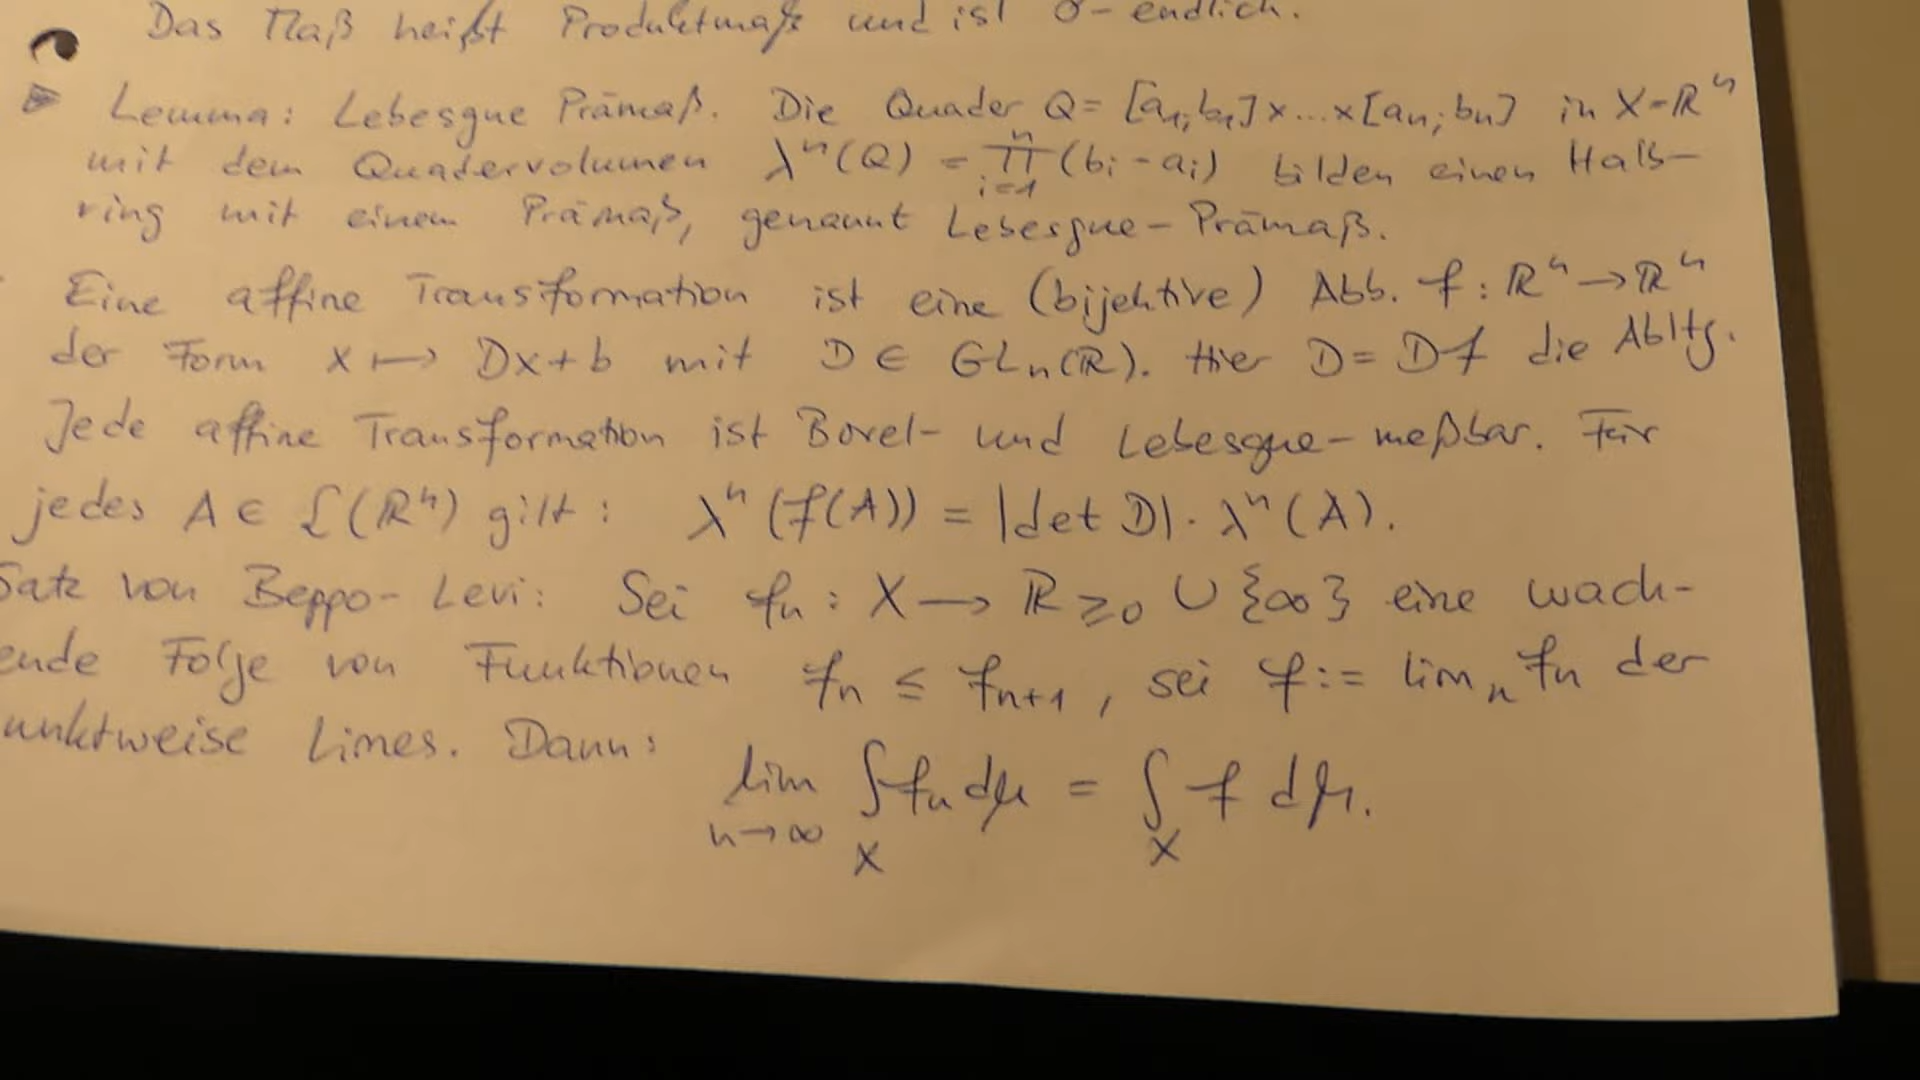 Das Maß heißt Produktmaß und ist σ-endlich.
Lemma: Lebesgue Prämaß. Die Quader Q = [a₁; b₁] × ... × [aₙ; bₙ] in X = ℝⁿ
mit dem Quadervolumen λⁿ(Q) = ∏ᵢ₌₁ⁿ (bᵢ - aᵢ) bilden einen Halb-
ring mit einem Prämaß, genannt Lebesgue-Prämaß.
Eine affine Transformation ist eine (bijektive) Abb. f : ℝⁿ → ℝⁿ
der Form x ↦ Dx + b mit D ∈ GLₙ(ℝ). Hier D = Df die Abltg.
Jede affine Transformation ist Borel- und Lebesgue-meßbar. Für
jedes A ∈ ℒ(ℝⁿ) gilt : λⁿ (f(A)) = |det D| · λⁿ(A).
Satz von Beppo-Levi: Sei fₙ : X → ℝ≥0 ∪ {∞} eine wach-
ende Folge von Funktionen fₙ ≤ fₙ₊₁, sei f := limₙ fₙ der
unktweise Limes. Dann: lim n→∞ ∫_X fₙ dμ = ∫_X f dμ.